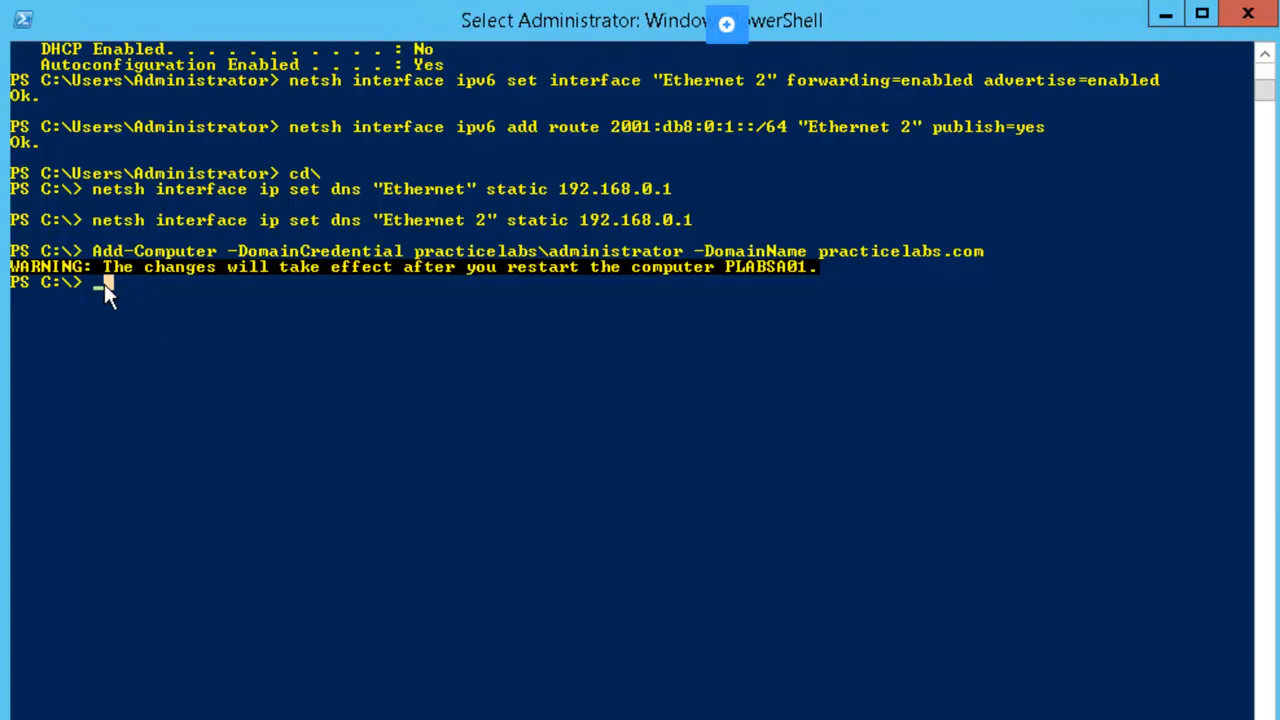 Select Administrator: Windo PowerShell
DHCP Enabled. . . . . . . . . . . : No
Autoconfiguration Enabled . . . . : Yes
PS C:\Users\Administrator> netsh interface ipv6 set interface "Ethernet 2" forwarding=enabled advertise=enabled
Ok.
PS C:\Users\Administrator> netsh interface ipv6 add route 2001:db8:0:1::/64 "Ethernet 2" publish=yes
Ok.
PS C:\Users\Administrator> cd\
PS C:\> netsh interface ip set dns "Ethernet" static 192.168.0.1
PS C:\> netsh interface ip set dns "Ethernet 2" static 192.168.0.1
PS C:\> Add-Computer -DomainCredential practicelabs\administrator -DomainName practicelabs.com
WARNING: The changes will take effect after you restart the computer PLABSA01.
PS C:\> _